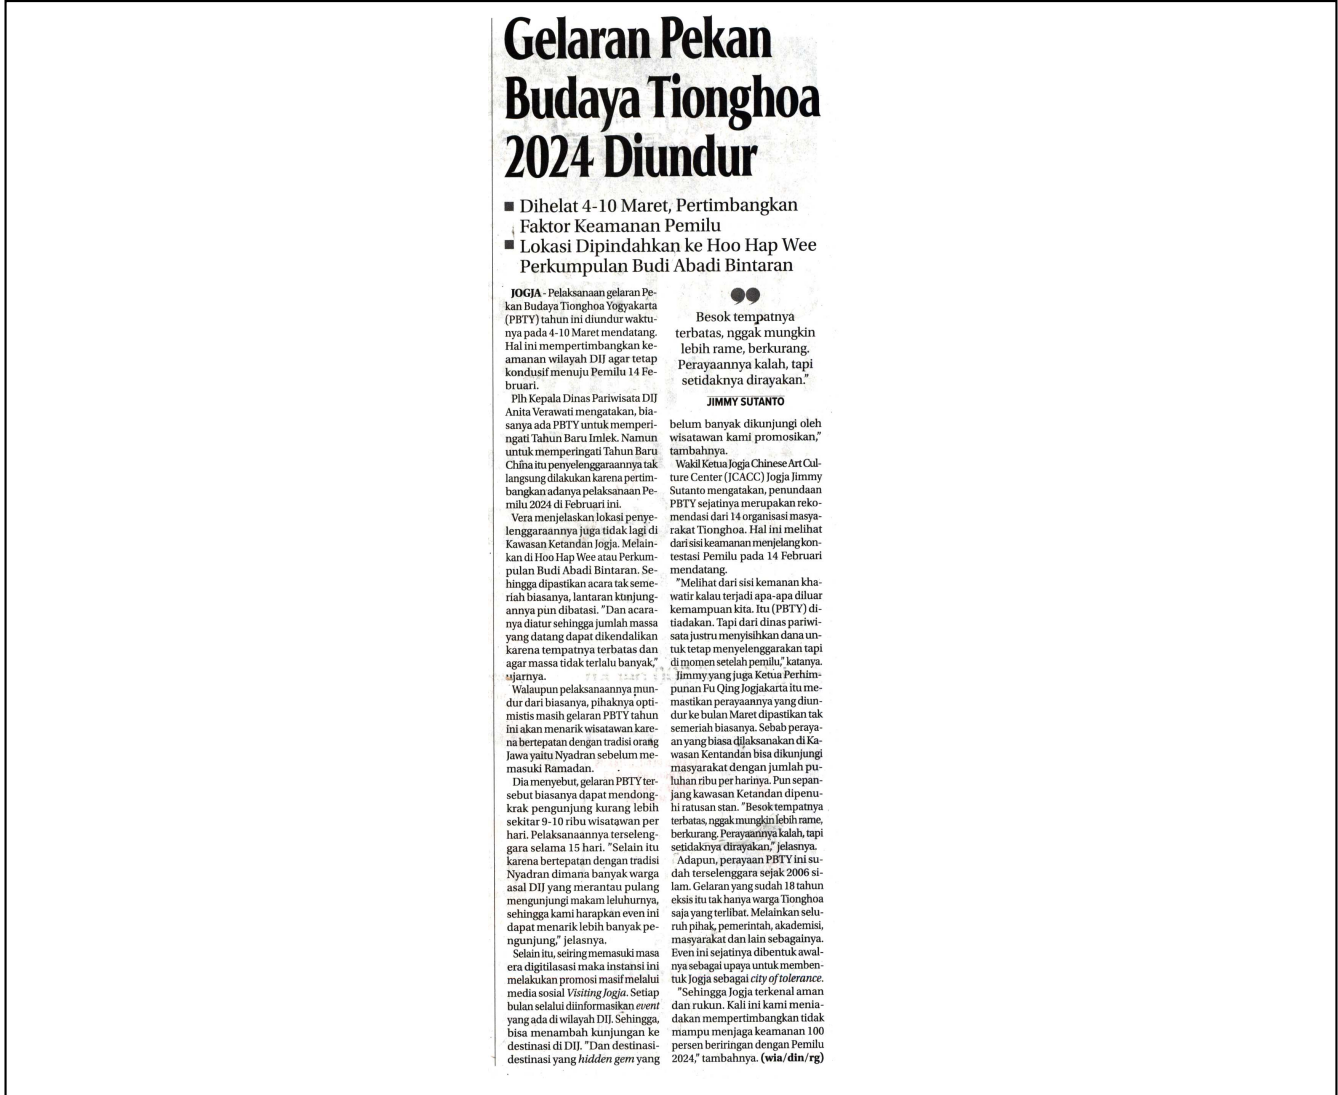 Gelaran Pekan
Budaya Tionghoa
2024 Diundur
■ Dihelat 4-10 Maret, Pertimbangkan
Faktor Keamanan Pemilu
■ Lokasi Dipindahkan ke Hoo Hap Wee
Perkumpulan Budi Abadi Bintaran
JOGJA - Pelaksanaan gelaran Pe-
kan Budaya Tionghoa Yogyakarta
(PBTY) tahun ini diundur waktu-
nya pada 4-10 Maret mendatang.
Hal ini mempertimbangkan ke-
amanan wilayah DIJ agar tetap
kondusif menuju Pemilu 14 Fe-
bruari.
Plh Kepala Dinas Pariwisata DIJ
Anita Verawati mengatakan, bia-
sanya ada PBTY untuk memperi-
ngati Tahun Baru Imlek. Namun
untuk memperingati Tahun Baru
China itu penyelenggaraannya tak
langsung dilakukan karena pertim-
bangkan adanya pelaksanaan Pe-
milu 2024 di Februari ini.
Vera menjelaskan lokasi penye-
lenggaraannya juga tidak lagi di
Kawasan Ketandan Jogja. Melain-
kan di Hoo Hap Wee atau Perkum-
pulan Budi Abadi Bintaran. Se-
hingga dipastikan acara tak seme-
riah biasanya, lantaran kunjung-
annya pun dibatasi. "Dan acara-
nya diatur sehingga jumlah massa
yang datang dapat dikendalikan
karena tempatnya terbatas dan
agar massa tidak terlalu banyak,"
ujarnya.
Walaupun pelaksanaannya mun-
dur dari biasanya, pihaknya opti-
mistis masih gelaran PBTY tahun
ini akan menarik wisatawan kare-
na bertepatan dengan tradisi orang
Jawa yaitu Nyadran sebelum me-
masuki Ramadan.
Dia menyebut, gelaran PBTY ter-
sebut biasanya dapat mendong-
krak pengunjung kurang lebih
sekitar 9-10 ribu wisatawan per
hari. Pelaksanaannya terseleng-
gara selama 15 hari. "Selain itu
karena bertepatan dengan tradisi
Nyadran dimana banyak warga
asal DIJ yang merantau pulang
mengunjungi makam leluhurnya,
sehingga kami harapkan even ini
dapat menarik lebih banyak pe-
ngunjung," jelasnya.
Selain itu, seiring memasuki masa
era digitilasasi maka instansi ini
melakukan promosi masif melalui
media sosial Visiting Jogja. Setiap
bulan selalui diinformasikan event
yang ada di wilayah DIJ. Sehingga,
bisa menambah kunjungan ke
destinasi di DIJ. "Dan destinasi-
destinasi yang hidden gem yang
"
Besok tempatnya
terbatas, nggak mungkin
lebih rame, berkurang.
Perayaannya kalah, tapi
setidaknya dirayakan."
JIMMY SUTANTO
belum banyak dikunjungi oleh
wisatawan kami promosikan,"
tambahnya.
Wakil Ketua Jogja Chinese Art Cul-
ture Center (JCACC) Jogja Jimmy
Sutanto mengatakan, penundaan
PBTY sejatinya merupakan reko-
mendasi dari 14 organisasi masya-
rakat Tionghoa. Hal ini melihat
dari sisi keamanan menjelang kon-
testasi Pemilu pada 14 Februari
mendatang.
"Melihat dari sisi kemanan kha-
watir kalau terjadi apa-apa diluar
kemampuan kita. Itu (PBTY) di-
tiadakan. Tapi dari dinas pariwi-
sata justru menyisihkan dana un-
tuk tetap menyelenggarakan tapi
di momen setelah pemilu," katanya.
Jimmy yang juga Ketua Perhim-
punan Fu Qing Jogjakarta itu me-
mastikan perayaannya yang diun-
dur ke bulan Maret dipastikan tak
semeriah biasanya. Sebab peraya-
an yang biasa dilaksanakan di Ka-
wasan Kentandan bisa dikunjungi
masyarakat dengan jumlah pu-
luhan ribu per harinya. Pun sepan-
jang kawasan Ketandan dipenu-
hi ratusan stan. "Besok tempatnya
terbatas, nggak mungkin lebih rame,
berkurang. Perayaannya kalah, tapi
setidaknya dirayakan," jelasnya.
Adapun, perayaan PBTY ini su-
dah terselenggara sejak 2006 si-
lam. Gelaran yang sudah 18 tahun
eksis itu tak hanya warga Tionghoa
saja yang terlibat. Melainkan selu-
ruh pihak, pemerintah, akademisi,
masyarakat dan lain sebagainya.
Even ini sejatinya dibentuk awal-
nya sebagai upaya untuk memben-
tuk Jogja sebagai city of tolerance.
"Sehingga Jogja terkenal aman
dan rukun. Kali ini kami menia-
dakan mempertimbangkan tidak
mampu menjaga keamanan 100
persen beriringan dengan Pemilu
2024," tambahnya. (wia/din/rg)